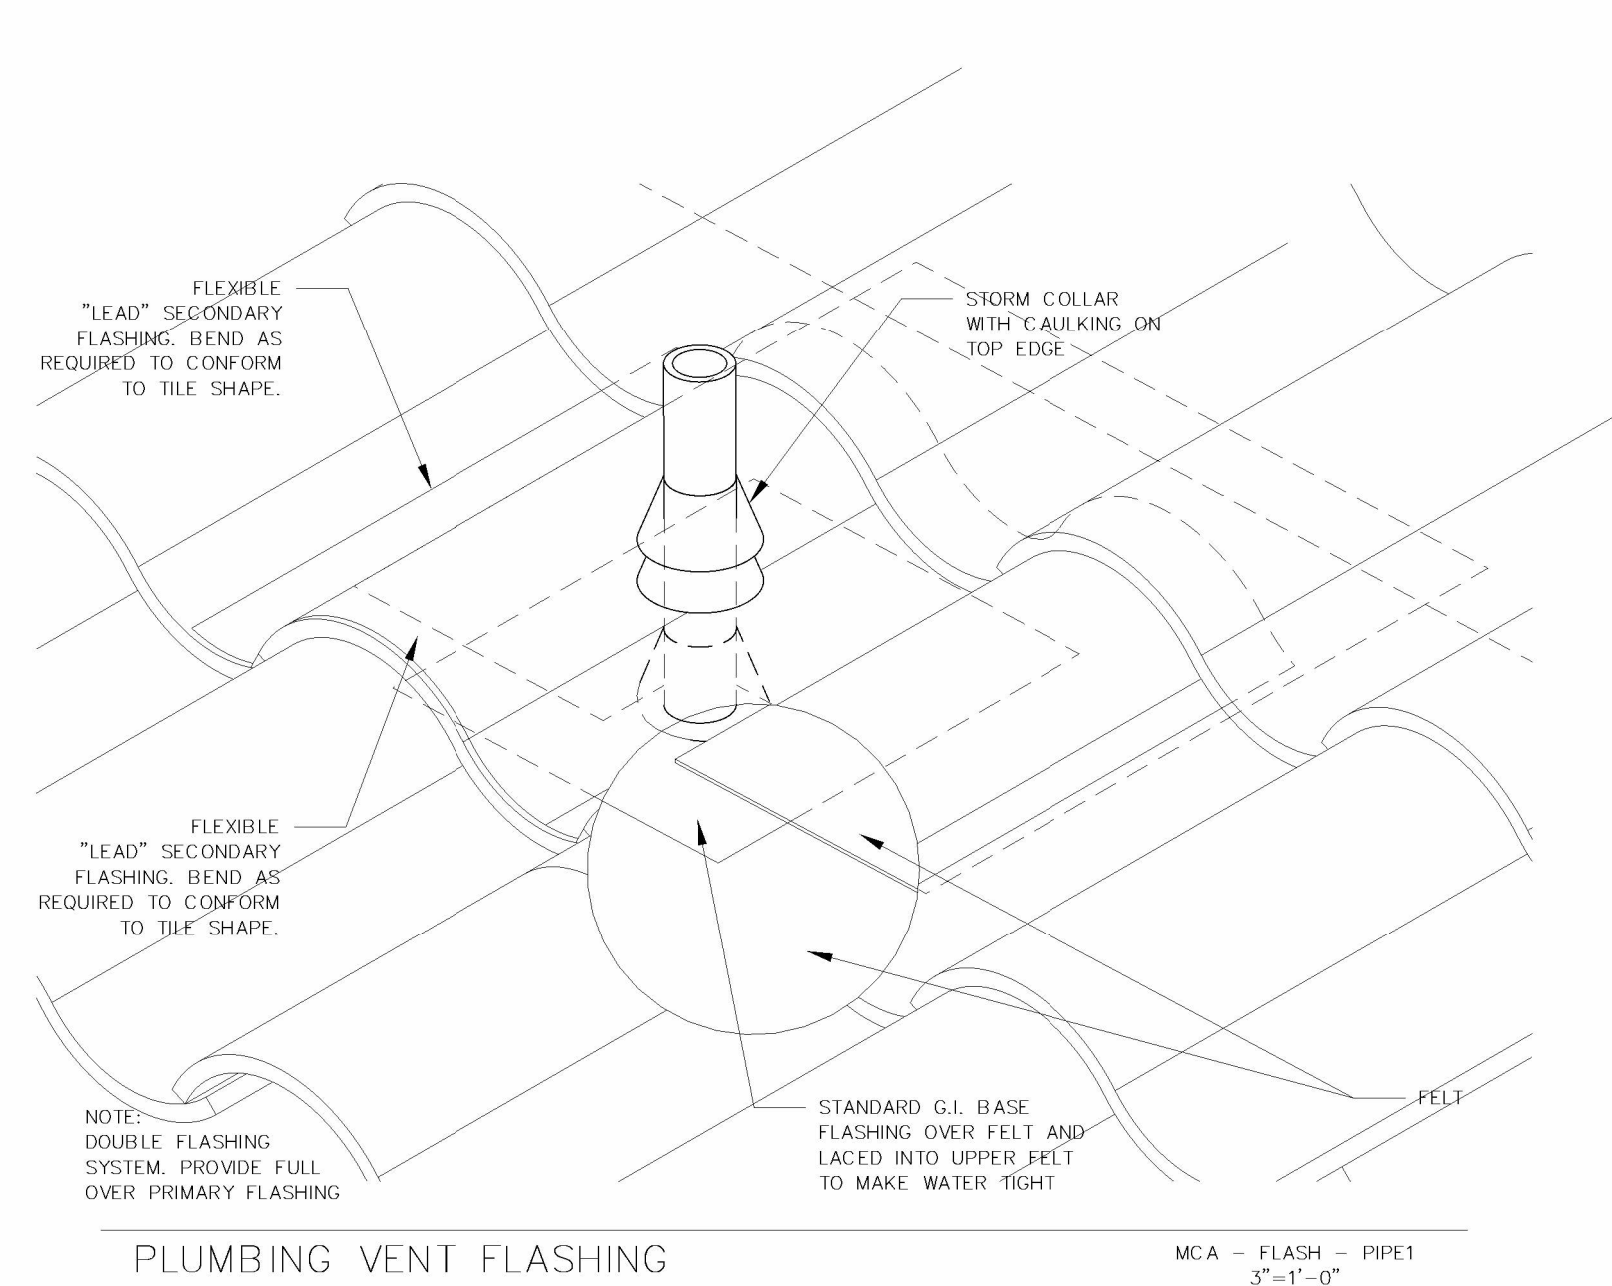 FLEXIBLE
"LEAD" SECONDARY
FLASHING. BEND AS
REQUIRED TO CONFORM
TO TILE SHAPE.
STORM COLLAR
WITH CAULKING ON
TOP EDGE
FLEXIBLE
"LEAD" SECONDARY
FLASHING. BEND AS
REQUIRED TO CONFORM
TO TILE SHAPE.
FELT
STANDARD G.I. BASE
FLASHING OVER FELT AND
LACED INTO UPPER FELT
TO MAKE WATER TIGHT
NOTE:
DOUBLE FLASHING
SYSTEM. PROVIDE FULL
OVER PRIMARY FLASHING
PLUMBING VENT FLASHING
MCA - FLASH - PIPE1
3"=1'-0"